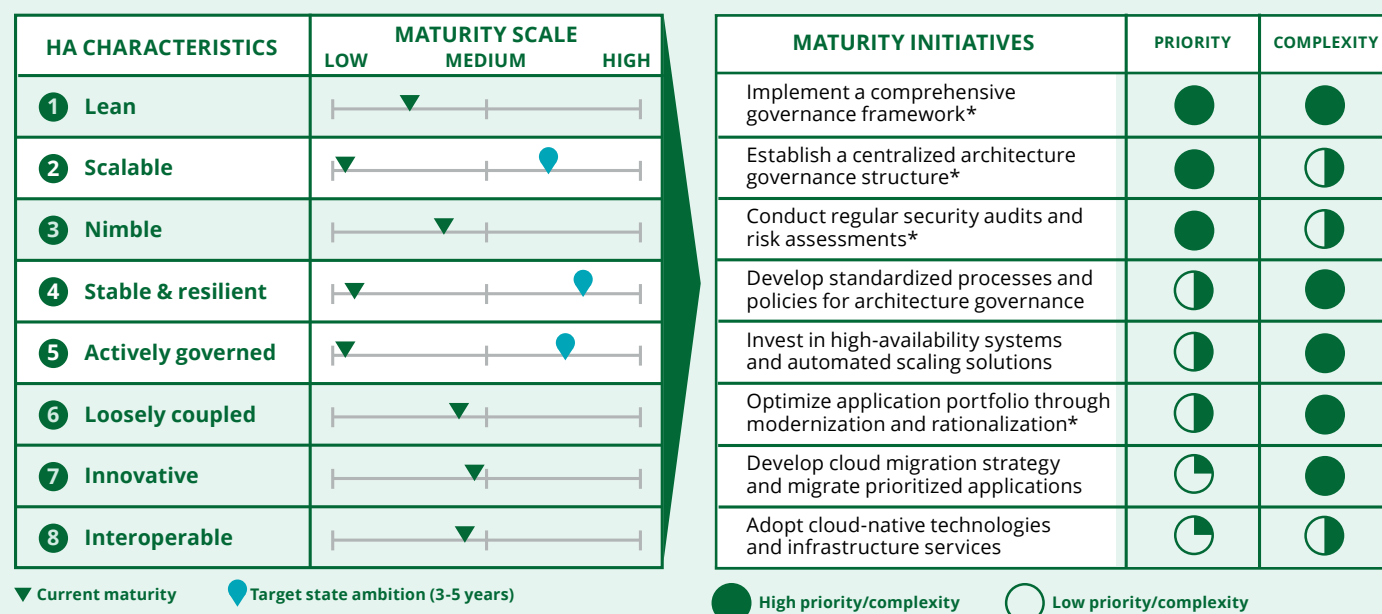 HA CHARACTERISTICS
MATURITY SCALE
LOW MEDIUM HIGH
1 Lean
2 Scalable
3 Nimble
4 Stable & resilient
5 Actively governed
6 Loosely coupled
7 Innovative
8 Interoperable
Current maturity
Target state ambition (3-5 years)
MATURITY INITIATIVES
PRIORITY
COMPLEXITY
Implement a comprehensive
governance framework*
Establish a centralized architecture
governance structure*
Conduct regular security audits and
risk assessments*
Develop standardized processes and
policies for architecture governance
Invest in high-availability systems
and automated scaling solutions
Optimize application portfolio through
modernization and rationalization*
Develop cloud migration strategy
and migrate prioritized applications
Adopt cloud-native technologies
and infrastructure services
High priority/complexity
Low priority/complexity